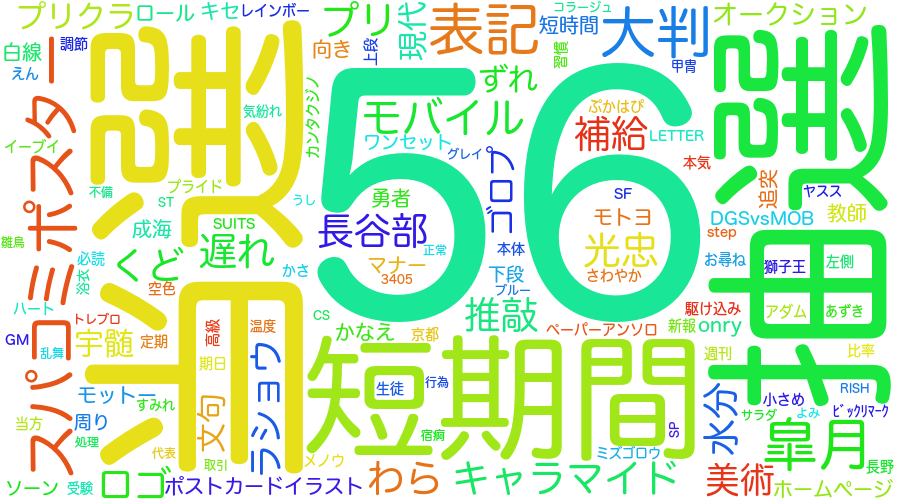 56
当選
抽選
短期間
大判
表記
プリ
プリクラ
ロール
キセ
レインボー
コラージュ
短時間
オークション
現代
上段
向き
習慣
甲冑
白線
調節
えん
スパコミポスター
イーブイ
気紛れ
カンタクジノ
モバイル
ずれ
ワンセット
グレイ
ぷかはぴ
補給
LETTER
本気
追突
ヤスス
教師
DGSvsMOB
step
不備
プライド
ST
うし
成海
SUITS
勇者
長谷部
ゴロフ
SF
モトヨ
光忠
さわやか
本体
正常
マナー
3405
下段
ブルー
お尋ね
獅子王
左側
雛鳥
必読
浴衣
くど
遅れ
かさ
空色
ハート
トレブロ
CS
かなえ
京都
推敲
ペーパーアンソロ
新報
onry
駆け込み
アダム
あずき
GM
乱舞
宇髄
定期
高級
温度
期日
週刊
比率
モットー
すみれ
当方
周り
処理
文句
ラショウ
生徒
行為
宿痾
SP
水分
小さめ
サラダ
よみ
RISH
ビックリマーク
皐月
長野
代表
取引
メノウ
ミズゴロウ
ソーン
受験
ロゴ
ポストカードイラスト
わら
キャラマイド
美術
ホームページ